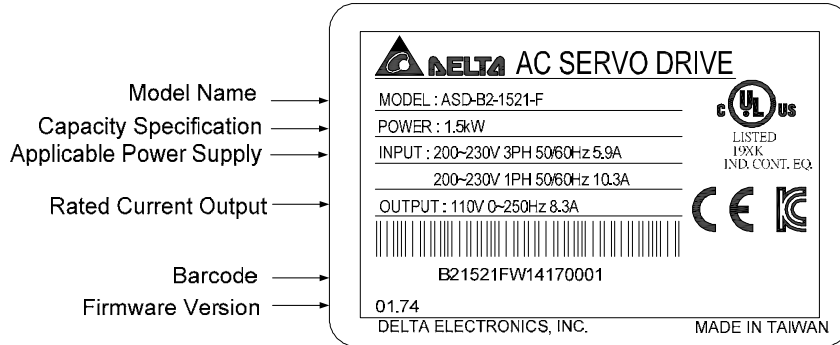 DELTA AC SERVO DRIVE
Model Name
MODEL : ASD-B2-1521-F
Capacity Specification
POWER : 1.5kW
Applicable Power Supply
INPUT : 200~230V 3PH 50/60Hz 5.9A
200~230V 1PH 50/60Hz 10.3A
Rated Current Output
OUTPUT : 110V 0~250Hz 8.3A
C UL US
LISTED
19XK
IND. CONT. EQ.
CE KC
Barcode
B21521FW14170001
Firmware Version
01.74
DELTA ELECTRONICS, INC.
MADE IN TAIWAN